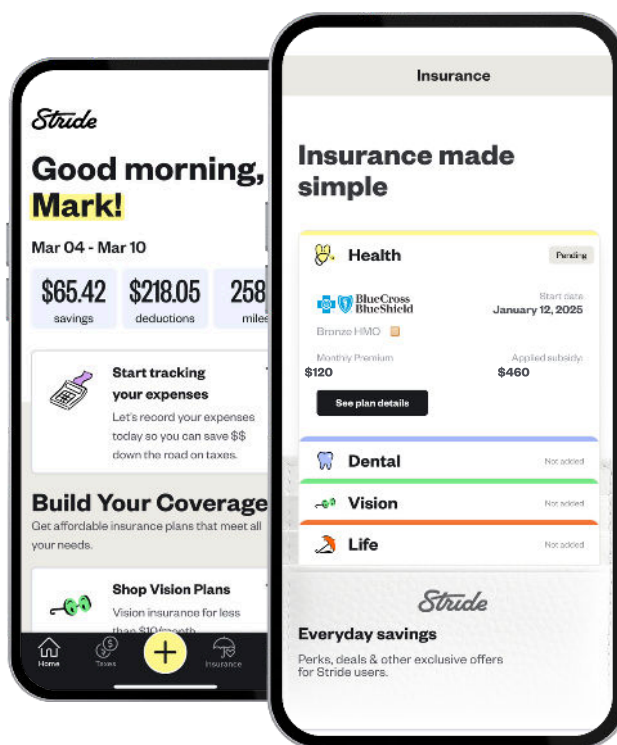 Stride
Good morning,
Mark!
Mar 04 - Mar 10
$65.42
savings
$218.05
deductions
258
miles
Start tracking
your expenses
Let's record your expenses
today so you can save $$
down the road on taxes.
Build Your Coverage
Get affordable insurance plans that meet all
your needs.
Shop Vision Plans
Vision insurance for less
than $10/month
Home
Taxes
+
Insurance
Insurance
Insurance made
simple
Health
Pending
BlueCross
BlueShield
Start date:
January 12, 2025
Bronze HMO
Monthly Premium
$120
Applied subsidy:
$460
See plan details
Dental
Not added
Vision
Not added
Life
Not added
Stride
Everyday savings
Perks, deals & other exclusive offers
for Stride users.